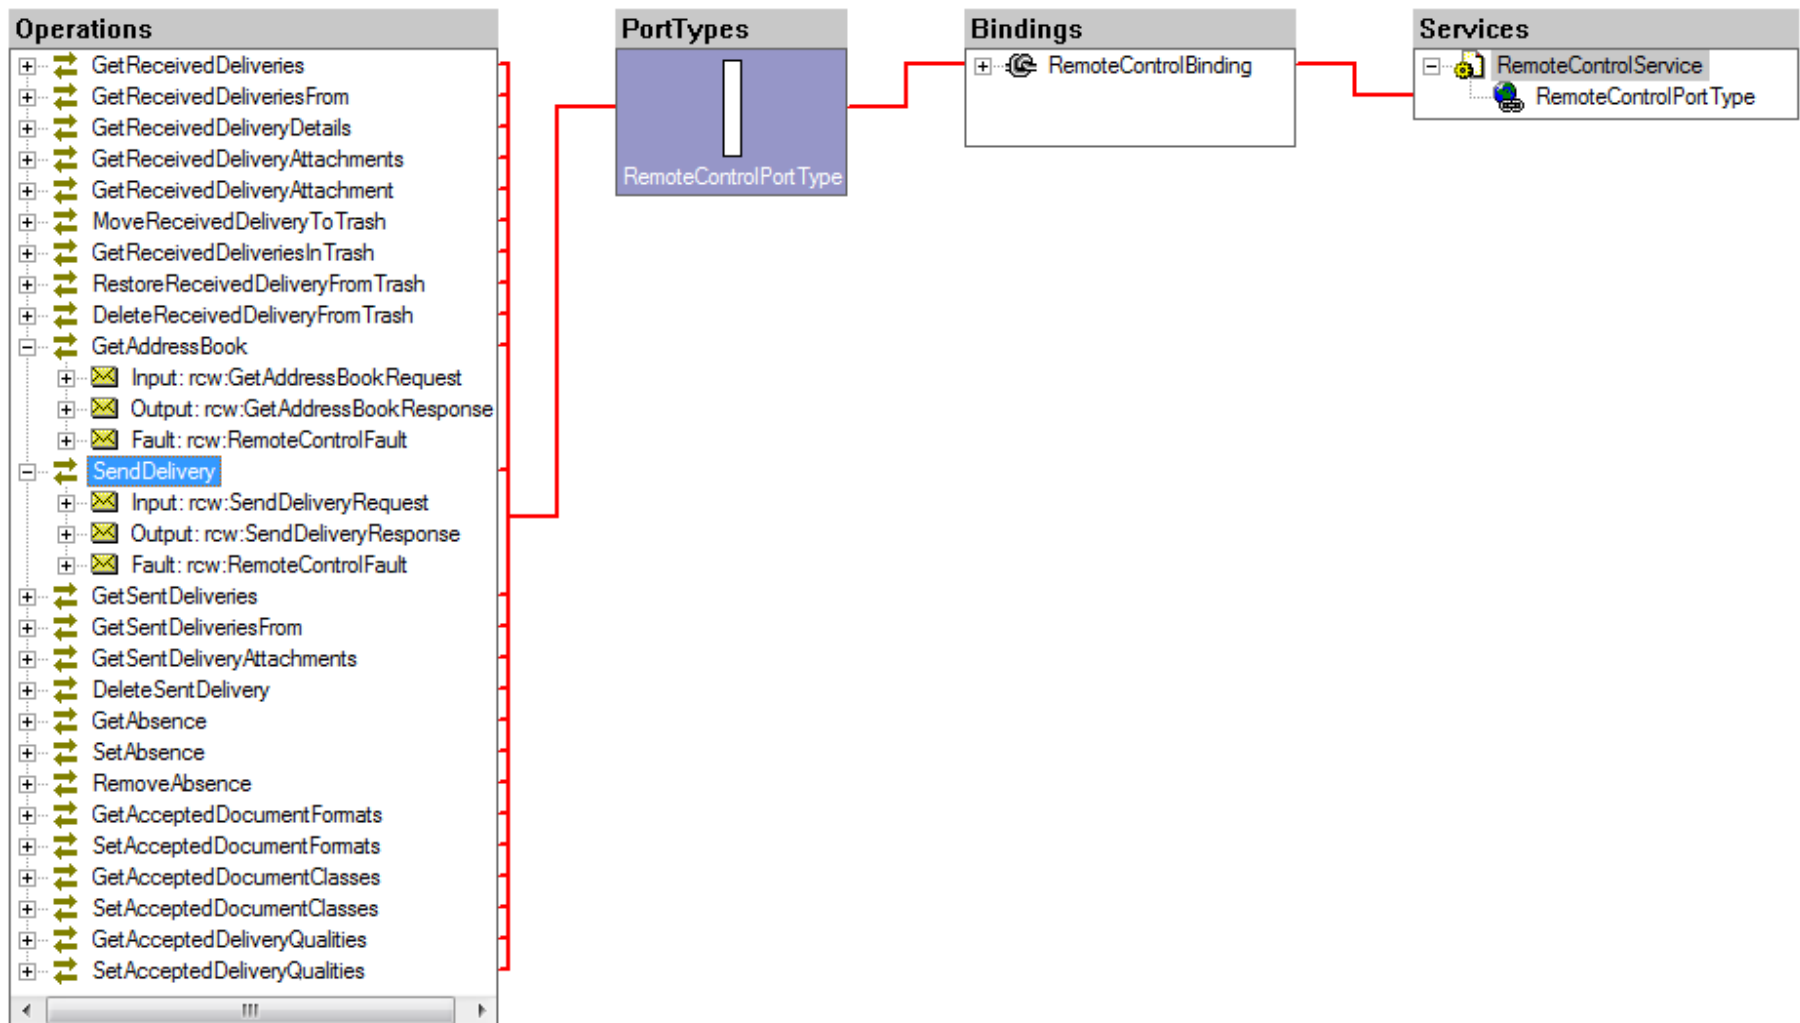 Operations
GetReceivedDeliveries
GetReceivedDeliveriesFrom
GetReceivedDeliveryDetails
GetReceivedDeliveryAttachments
GetReceivedDeliveryAttachment
MoveReceivedDeliveryToTrash
GetReceivedDeliveriesInTrash
RestoreReceivedDeliveryFromTrash
DeleteReceivedDeliveryFromTrash
GetAddressBook
Input: rcw:GetAddressBookRequest
Output: rcw:GetAddressBookResponse
Fault: rcw:RemoteControlFault
SendDelivery
Input: rcw:SendDeliveryRequest
Output: rcw:SendDeliveryResponse
Fault: rcw:RemoteControlFault
GetSentDeliveries
GetSentDeliveriesFrom
GetSentDeliveryAttachments
DeleteSentDelivery
GetAbsence
SetAbsence
RemoveAbsence
GetAcceptedDocumentFormats
SetAcceptedDocumentFormats
GetAcceptedDocumentClasses
SetAcceptedDocumentClasses
GetAcceptedDeliveryQualities
SetAcceptedDeliveryQualities
PortTypes
RemoteControlPortType
Bindings
RemoteControlBinding
Services
RemoteControlService
RemoteControlPortType